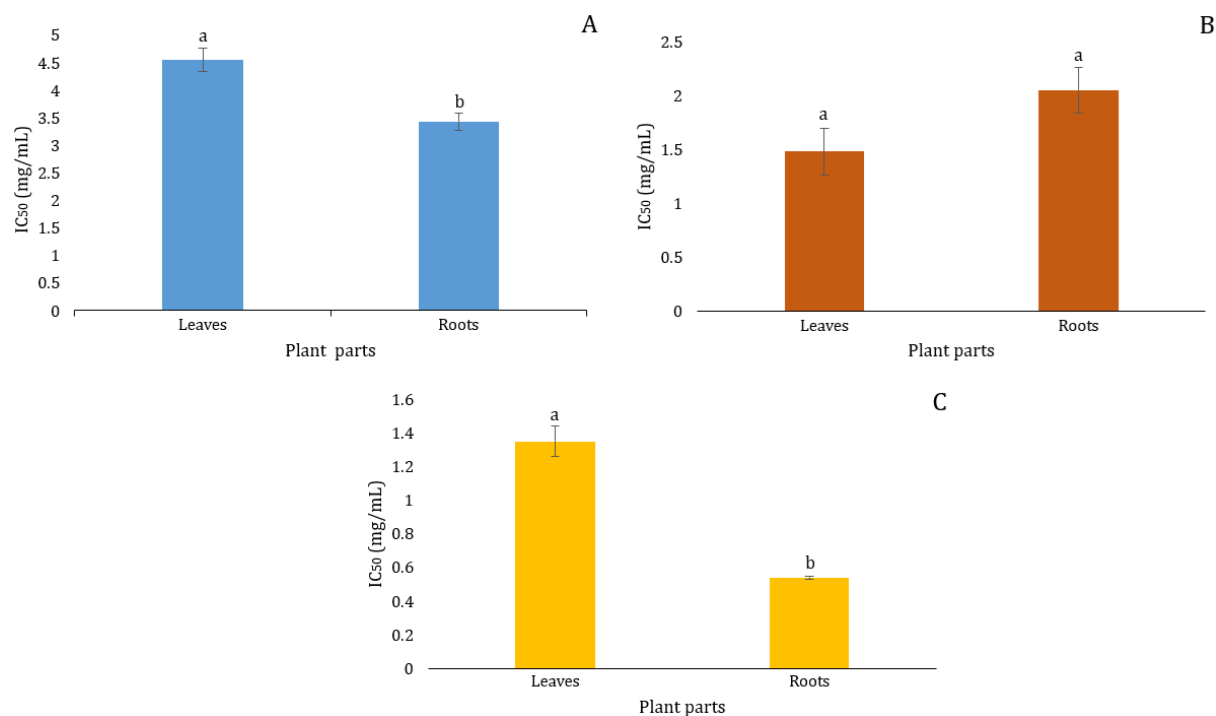 A
IC50 (mg/mL)
5
4.5
4
3.5
3
2.5
2
1.5
1
0.5
0
a
b
Leaves
Roots
Plant parts
B
IC50 (mg/mL)
2.5
2
1.5
1
0.5
0
a
a
Leaves
Roots
Plant parts
C
IC50 (mg/mL)
1.6
1.4
1.2
1
0.8
0.6
0.4
0.2
0
a
b
Leaves
Roots
Plant parts